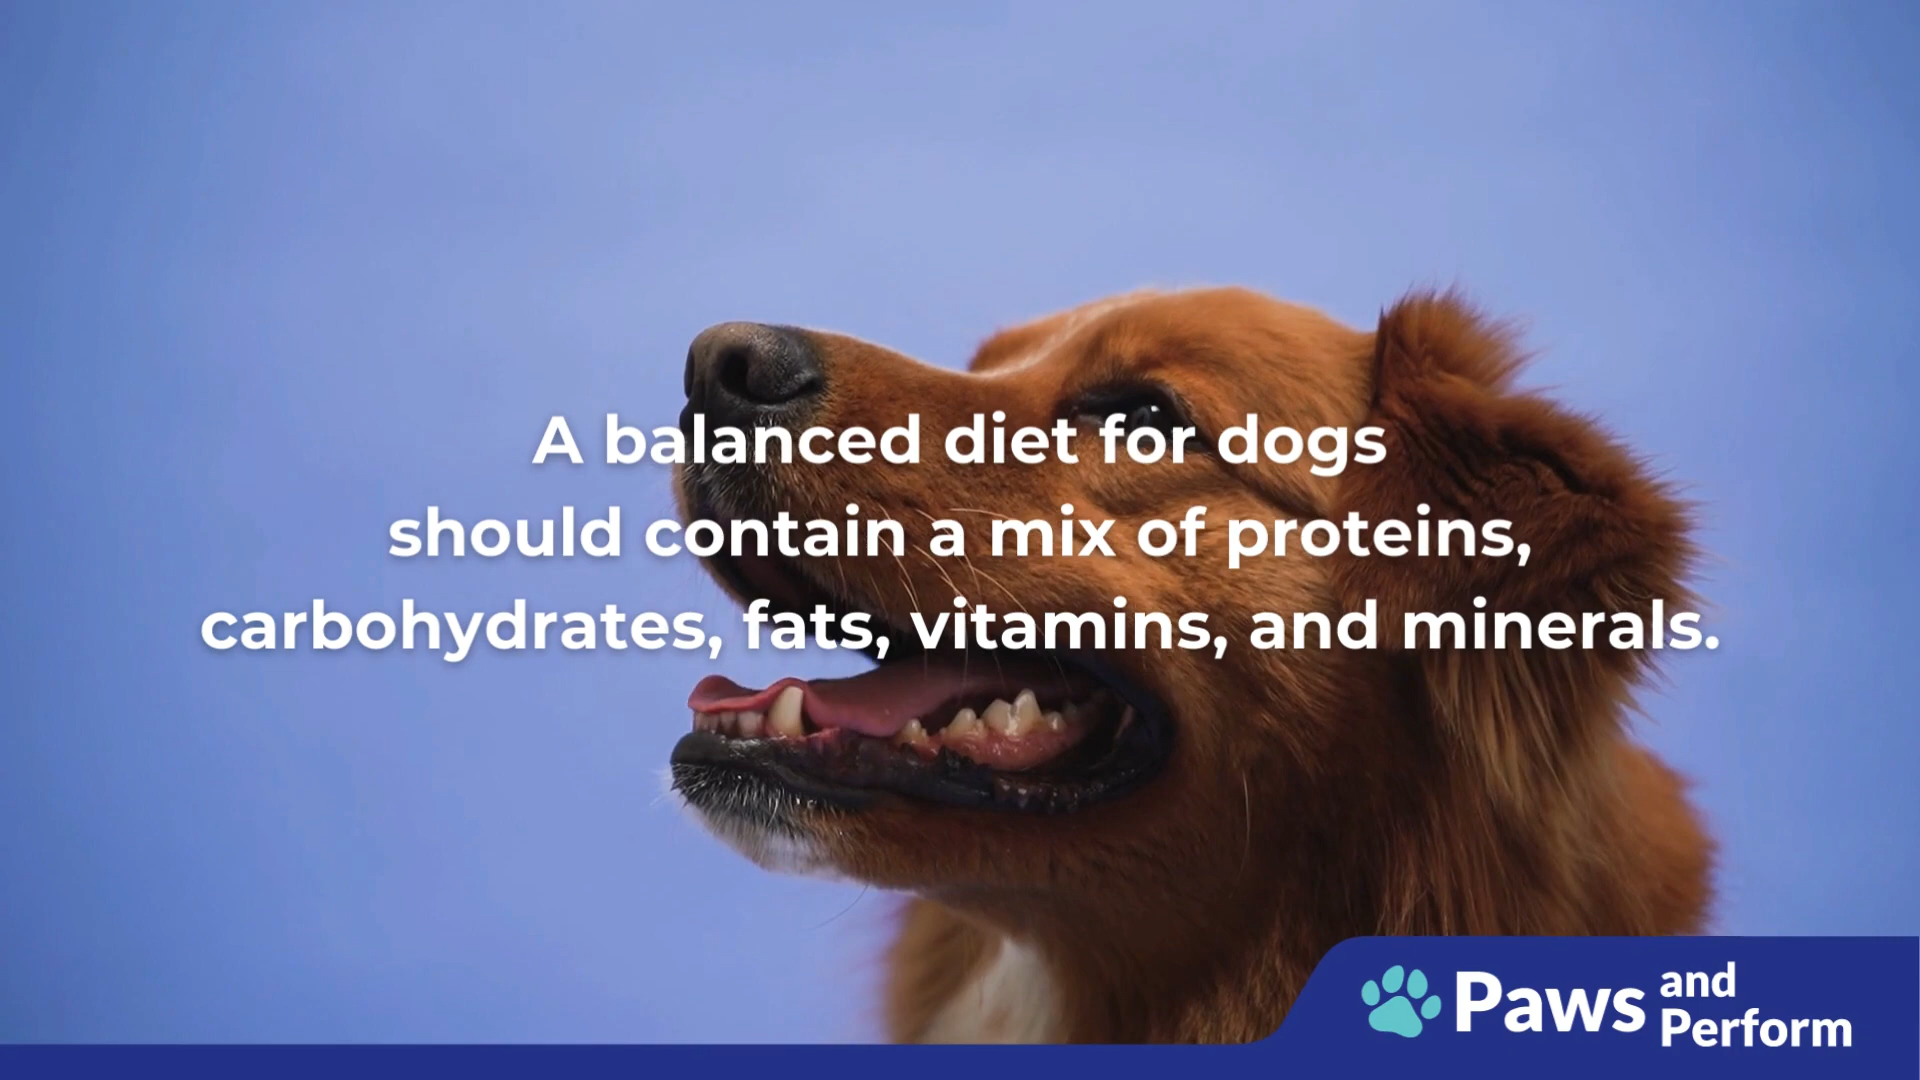 A balanced diet for dogs
should contain a mix of proteins,
carbohydrates, fats, vitamins, and minerals.
Paws and
Perform